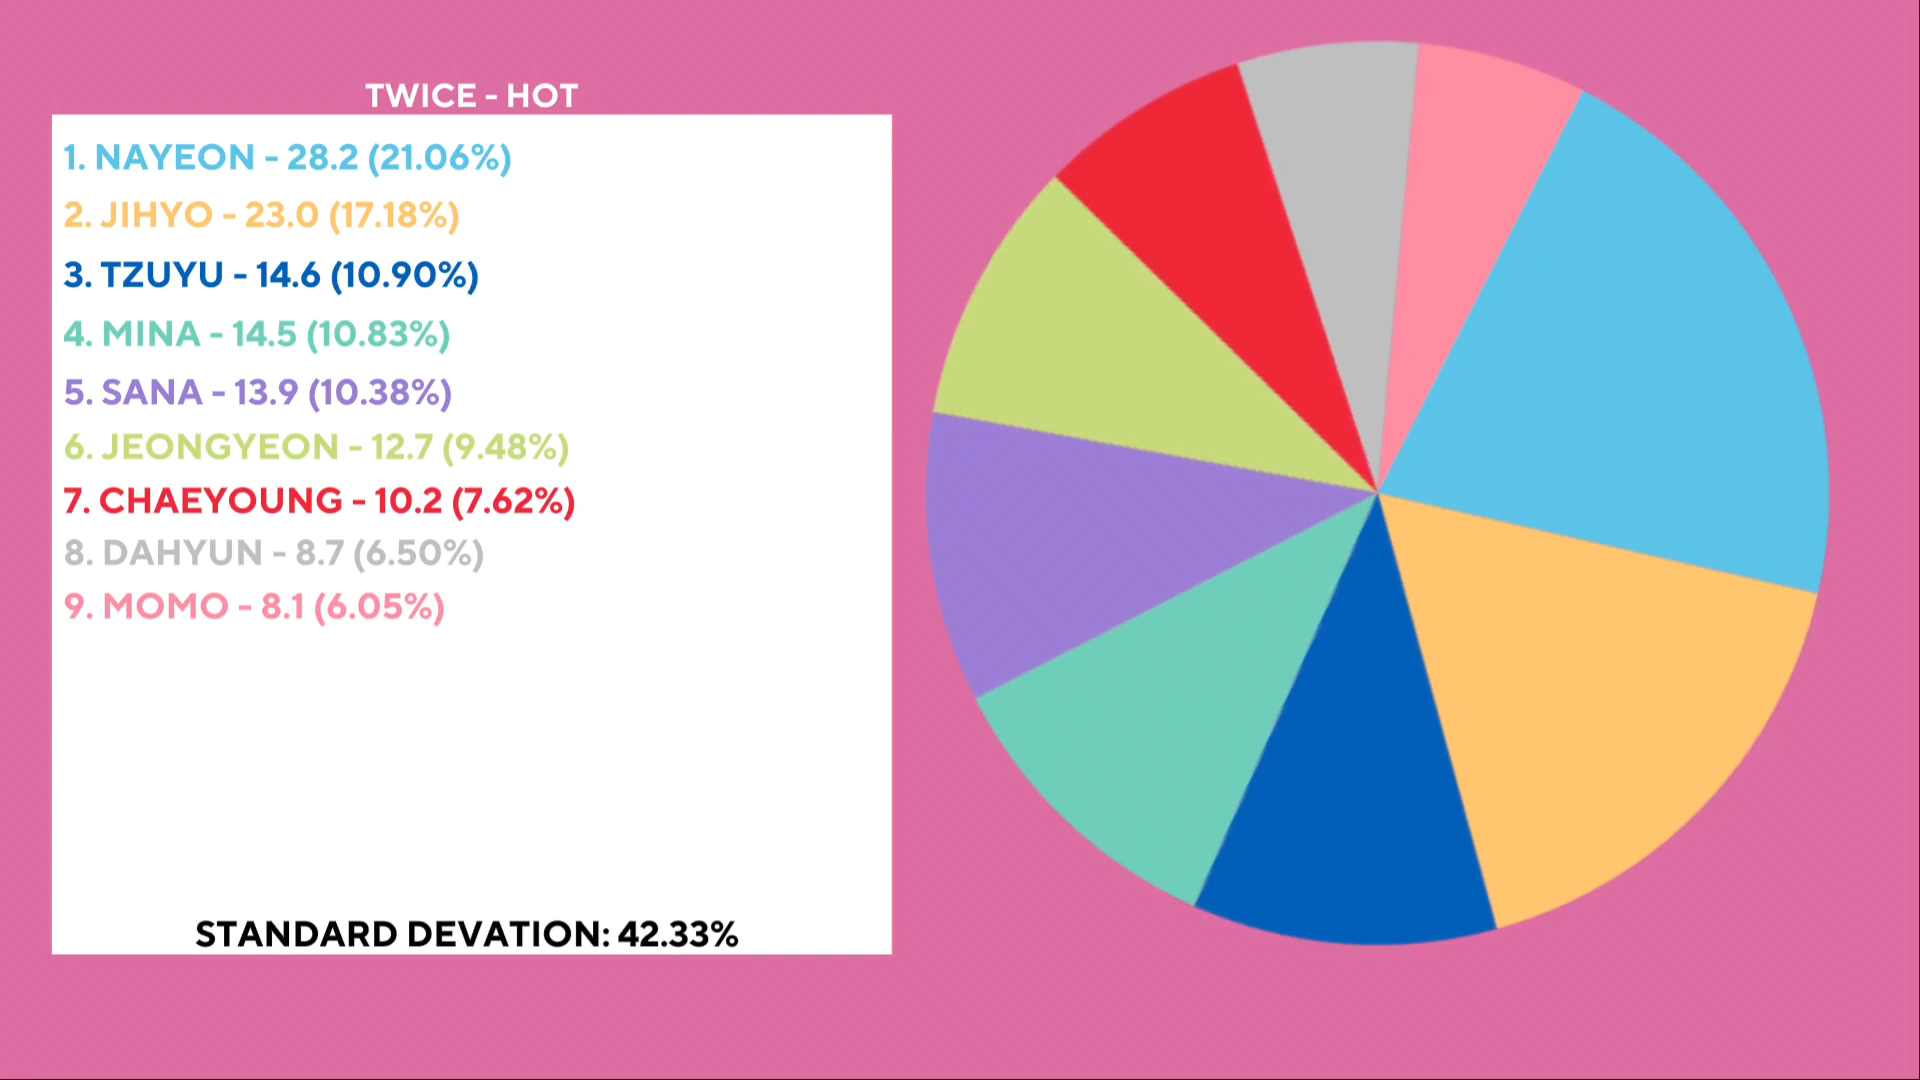 TWICE - HOT
1. NAYEON - 28.2 (21.06%)
2. JIHYO - 23.0 (17.18%)
3. TZUYU - 14.6 (10.90%)
4. MINA - 14.5 (10.83%)
5. SANA - 13.9 (10.38%)
6. JEONGYEON - 12.7 (9.48%)
7. CHAEYOUNG - 10.2 (7.62%)
8. DAHYUN - 8.7 (6.50%)
9. MOMO - 8.1 (6.05%)
STANDARD DEVATION: 42.33%